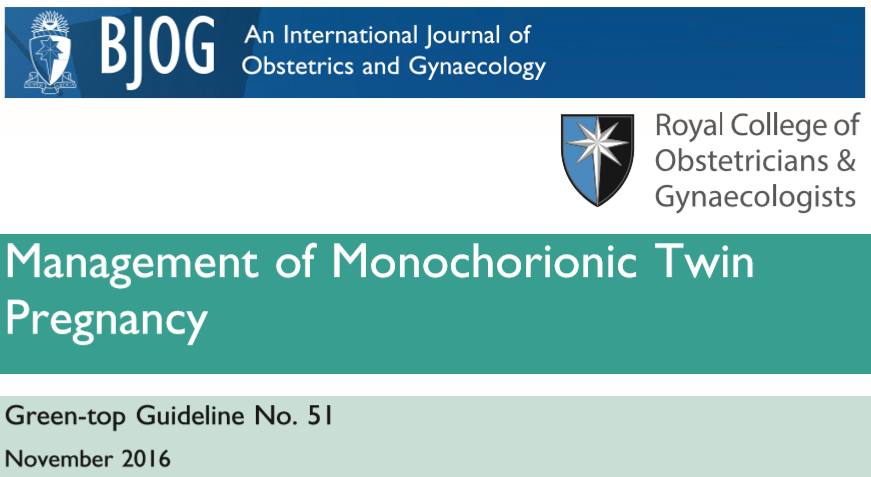 BJOG
An International Journal of
Obstetrics and Gynaecology
Royal College of
Obstetricians &
Gynaecologists
Management of Monochorionic Twin
Pregnancy
Green-top Guideline No. 51
November 2016